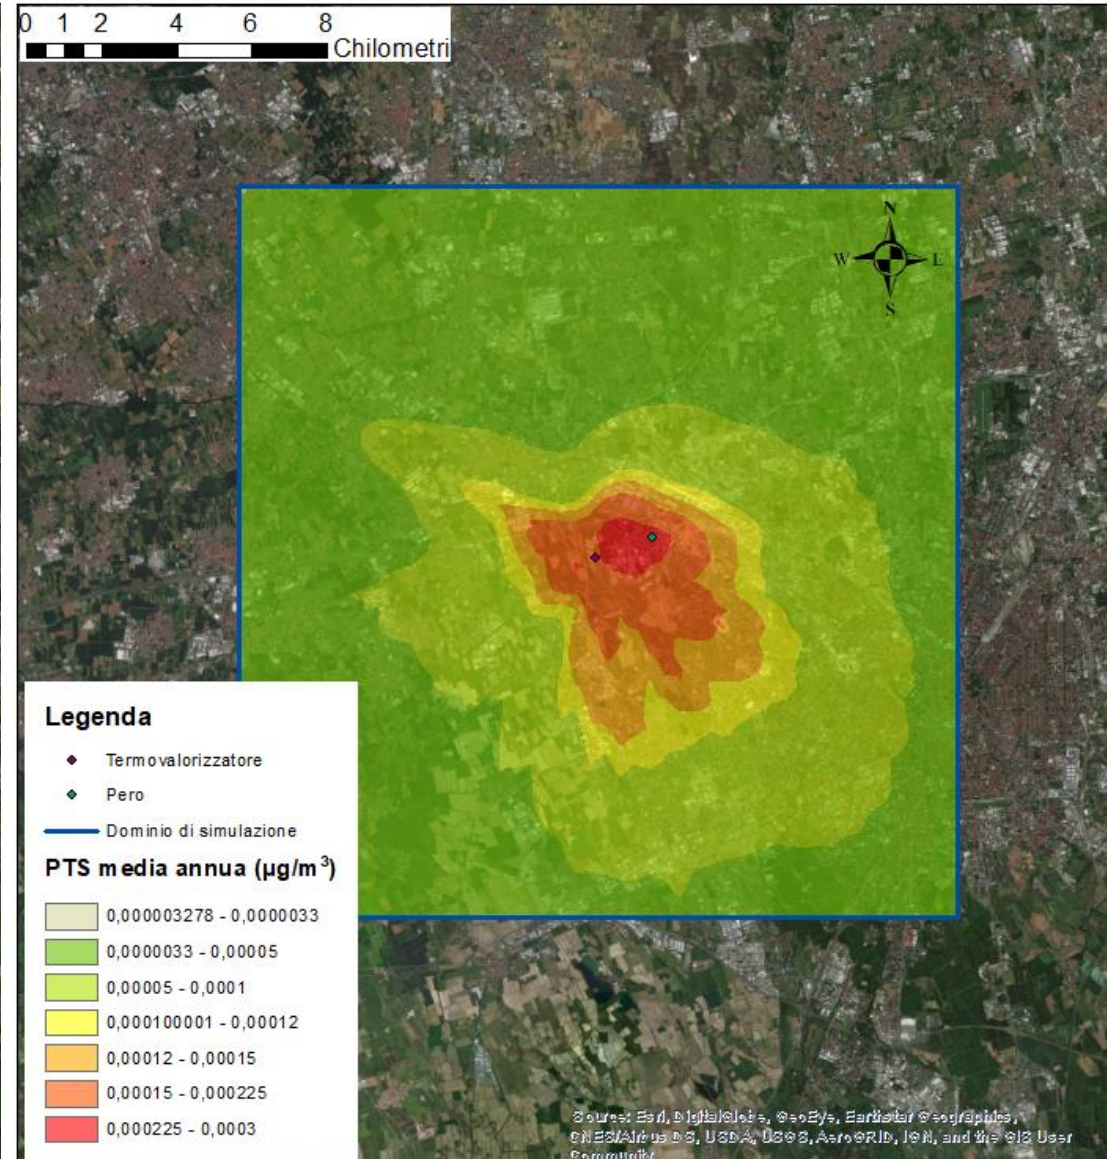 0 1 2 4 6 8
Chilometri
N
W E
S
Legenda
Termovalorizzatore
Pero
Dominio di simulazione
PTS media annua (µg/m³)
0,000003278 - 0,0000033
0,0000033 - 0,00005
0,00005 - 0,0001
0,000100001 - 0,00012
0,00012 - 0,00015
0,00015 - 0,000225
0,000225 - 0,0003
Source: Esri, DigitalGlobe, GeoEye, Earthstar Geographics,
CNES/Airbus DS, USDA, USGS, AeroGRID, IGN, and the GIS User
Community